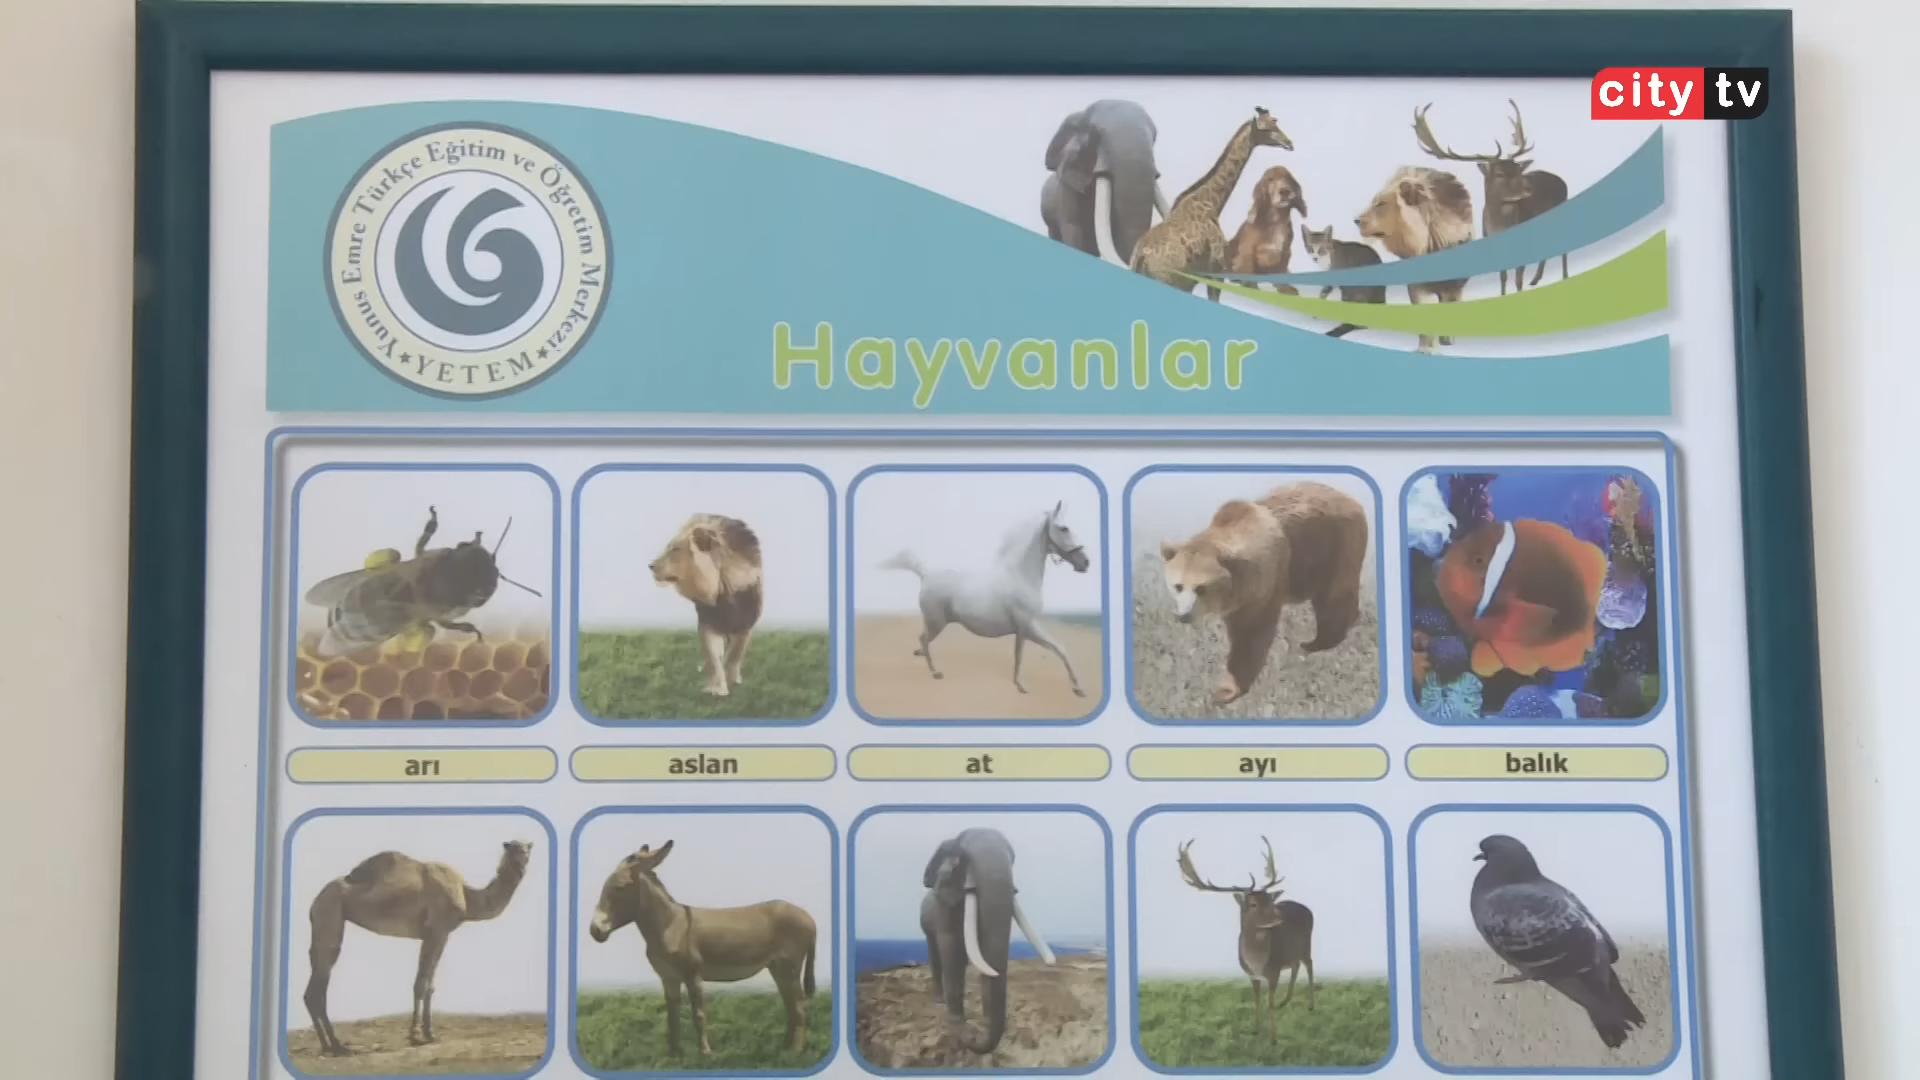 city tv
Yunus Emre Türkçe Eğitim ve Öğretim Merkezi
YETEM
Hayvanlar
arı aslan at ayı balık